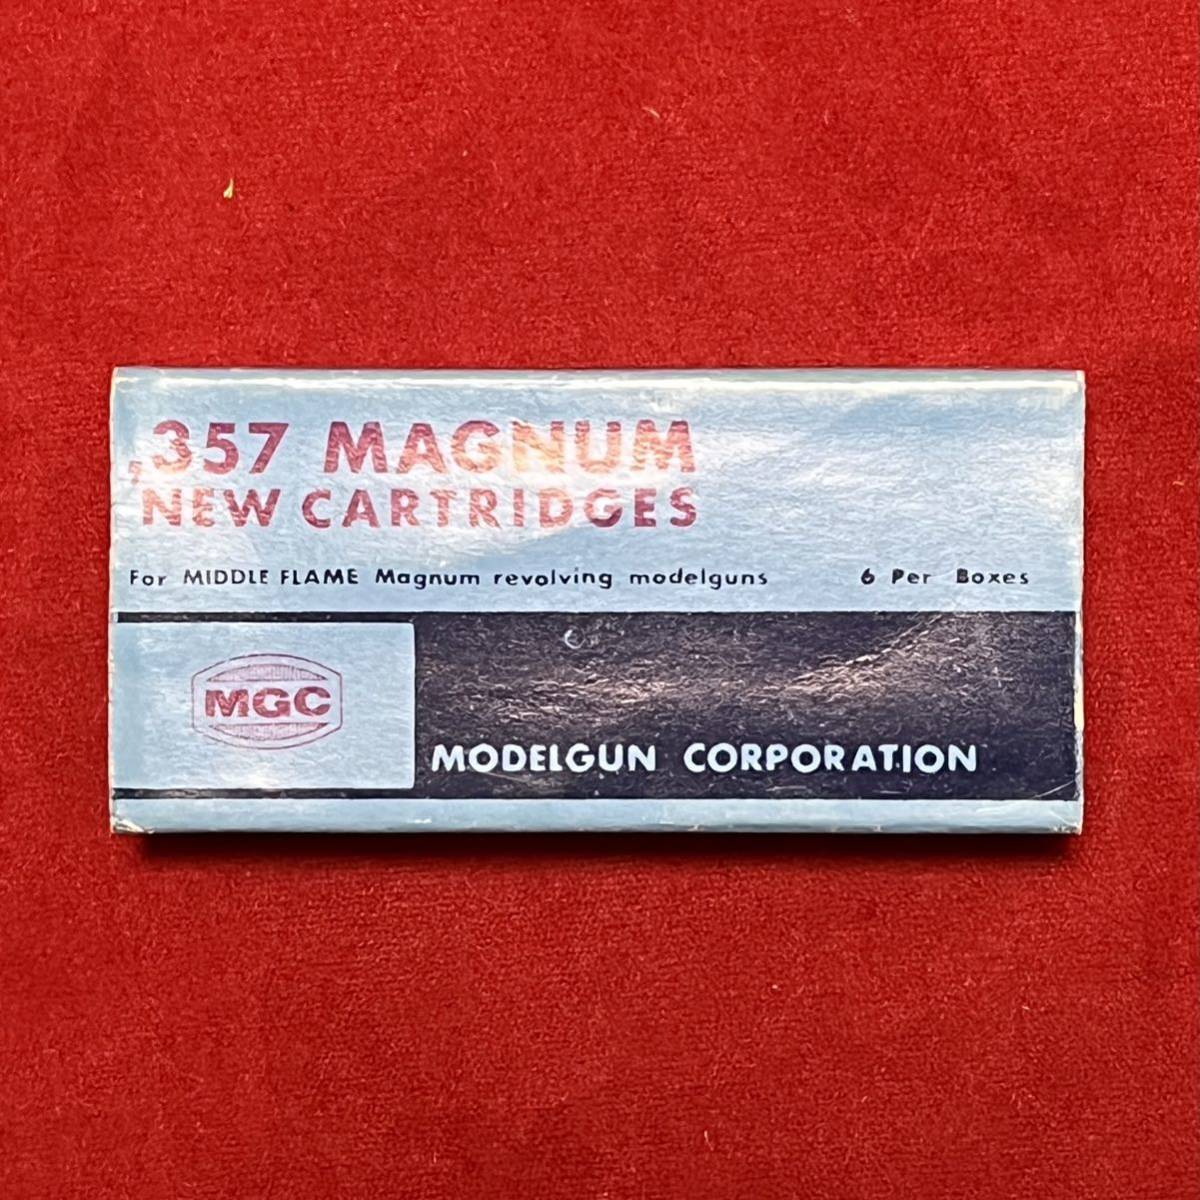 ,357 MAGNUM
NEW CARTRIDGES
For MIDDLE FLAME Magnum revolving modelguns 6 Per Boxes
MGC
MODELGUN CORPORATION